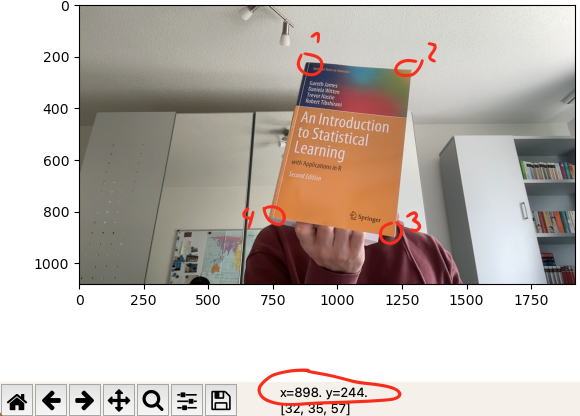 0
200
400
600
800
1000
0
250
500
750
1000
1250
1500
1750
1
2
3
4
Gareth James
Daniela Witten
Trevor Hastie
Robert Tibshirani
An Introduction
to Statistical
Learning
with Applications in R
Second Edition
Springer
x=898. y=244.
[32, 35, 57]